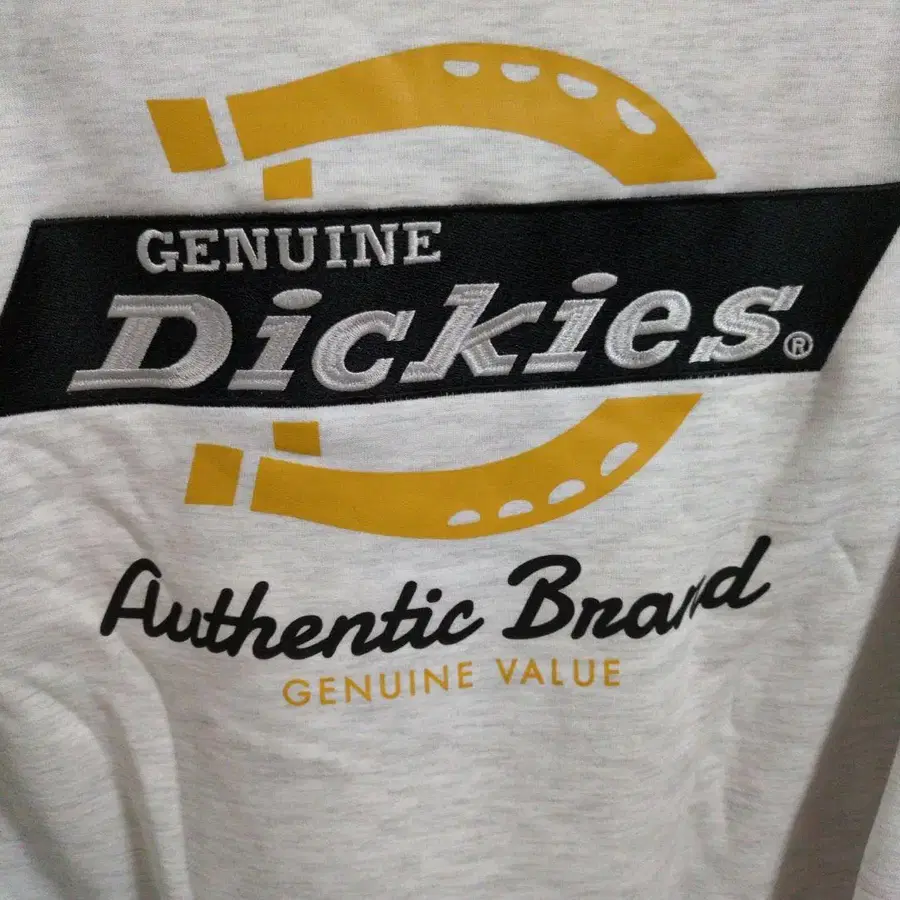 GENUINE
Dickies®
Authentic Brand
GENUINE VALUE